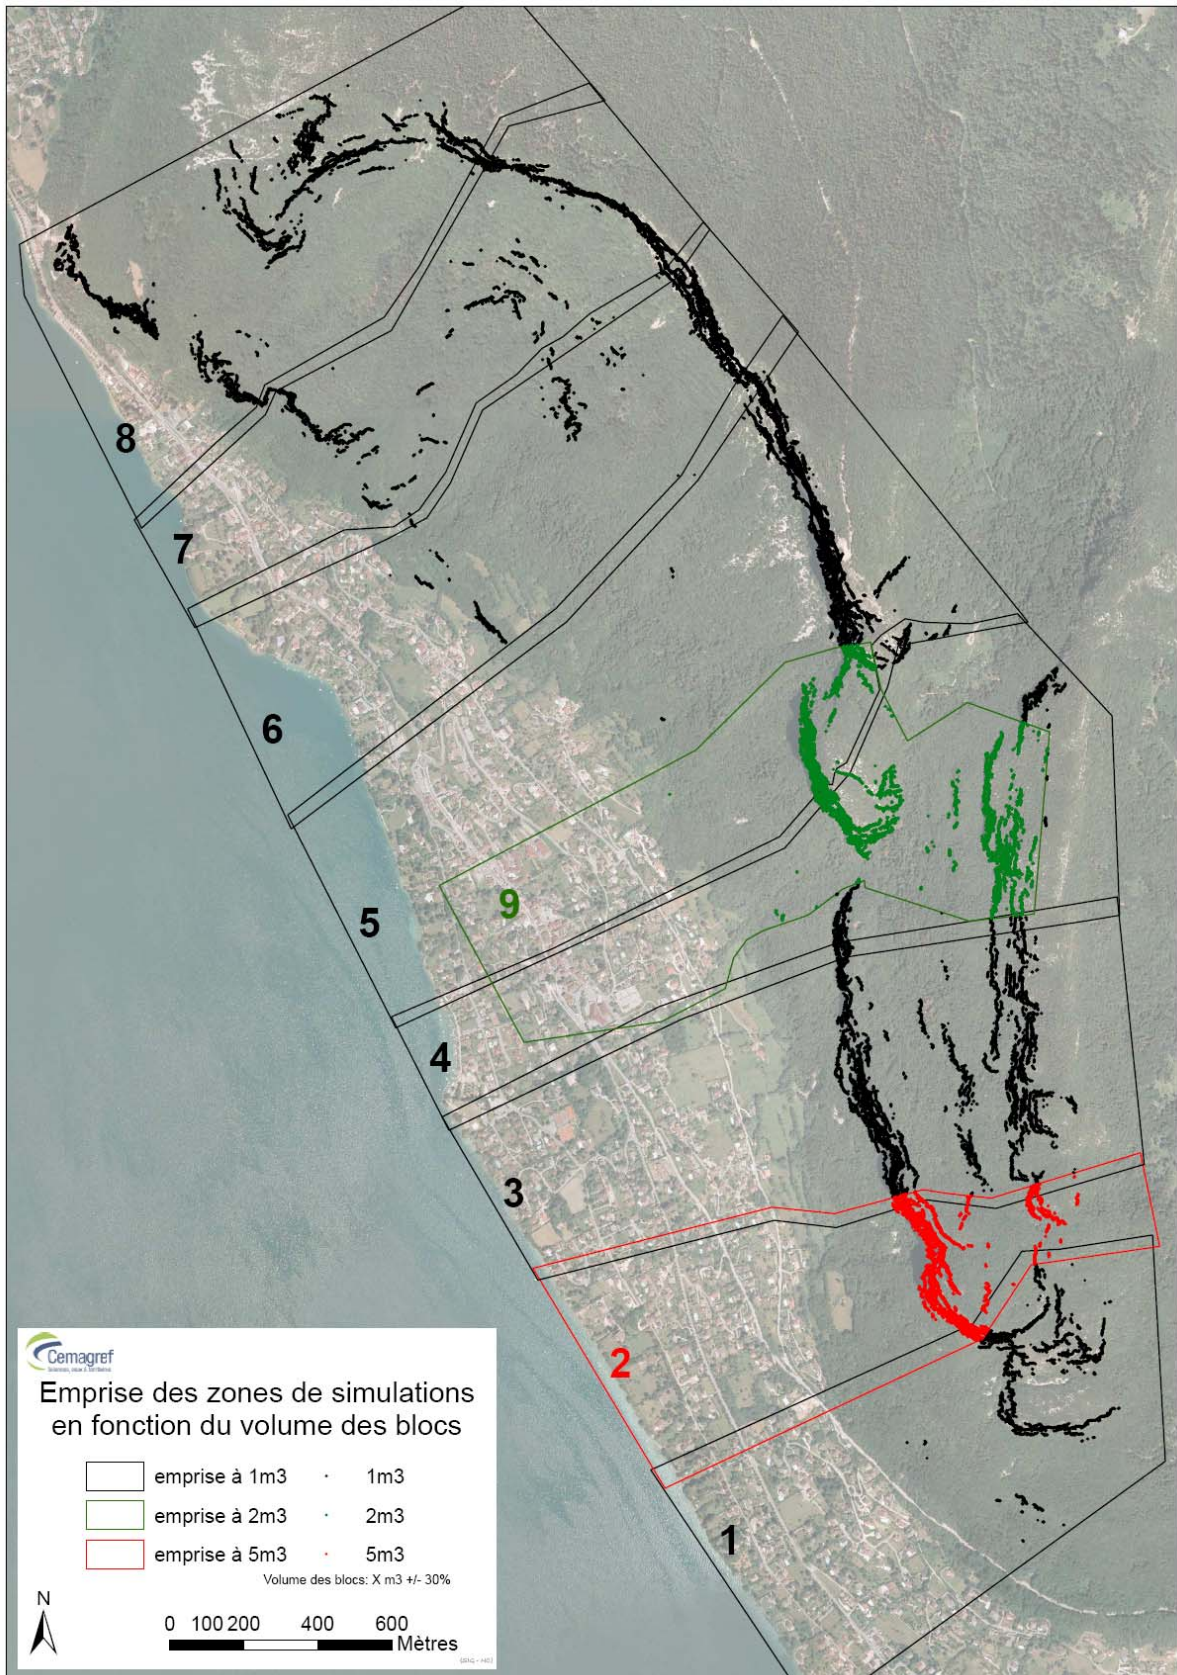 8
7
6
5
9
4
3
2
1
Cemagref
Emprise des zones de simulations
en fonction du volume des blocs
emprise à 1m3 1m3
emprise à 2m3 2m3
emprise à 5m3 5m3
Volume des blocs: X m3 +/- 30%
N
0 100 200 400 600
Mètres